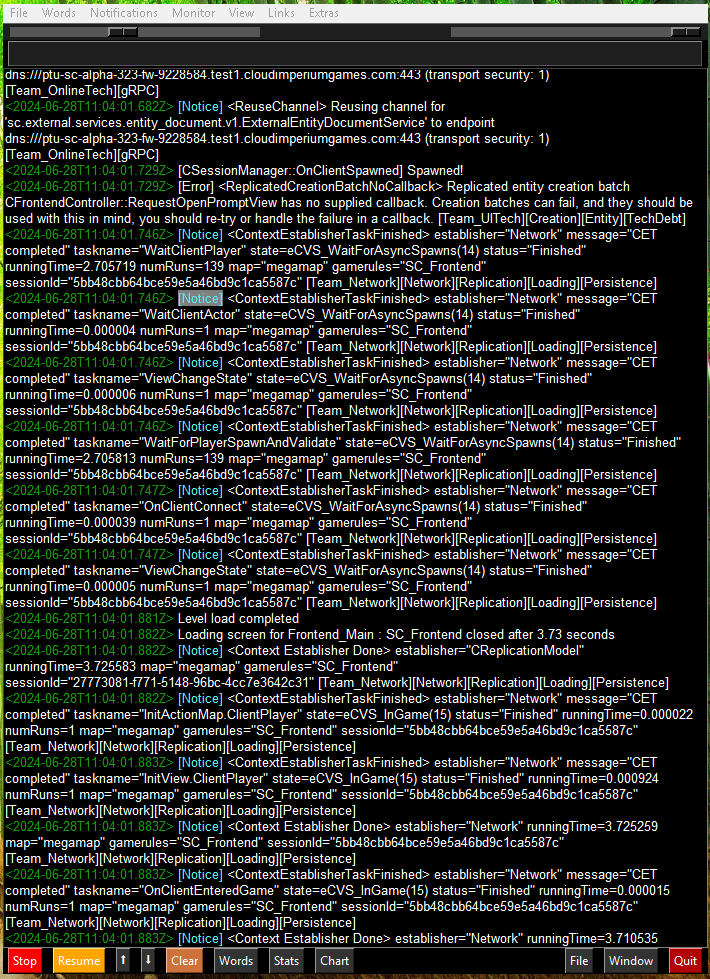 File Words Notifications Monitor View Links Extras
dns:///ptu-sc-alpha-323-fw-9228584.test1.cloudimperiumgames.com:443 (transport security: 1)
[Team_OnlineTech][gRPC]
<2024-06-28T11:04:01.682Z> [Notice] <ReuseChannel> Reusing channel for
'sc.external.services.entity_document.v1.ExternalEntityDocumentService' to endpoint
dns:///ptu-sc-alpha-323-fw-9228584.test1.cloudimperiumgames.com:443 (transport security: 1)
[Team_OnlineTech][gRPC]
<2024-06-28T11:04:01.729Z> [CSessionManager::OnClientSpawned] Spawned!
<2024-06-28T11:04:01.729Z> [Error] <ReplicatedCreationBatchNoCallback> Replicated entity creation batch
CFrontendController::RequestOpenPromptView has no supplied callback. Creation batches can fail, and they should be
used with this in mind, you should re-try or handle the failure in a callback. [Team_UITech][Creation][Entity][TechDebt]
<2024-06-28T11:04:01.746Z> [Notice] <ContextEstablisherTaskFinished> establisher="Network" message="CET
completed" taskname="WaitClientPlayer" state=eCVS_WaitForAsyncSpawns(14) status="Finished"
runningTime=2.705719 numRuns=139 map="megamap" gamerules="SC_Frontend"
sessionId="5bb48cbb64bce59e5a46bd9c1ca5587c" [Team_Network][Network][Replication][Loading][Persistence]
<2024-06-28T11:04:01.746Z> [Notice] <ContextEstablisherTaskFinished> establisher="Network" message="CET
completed" taskname="WaitClientActor" state=eCVS_WaitForAsyncSpawns(14) status="Finished"
runningTime=0.000004 numRuns=1 map="megamap" gamerules="SC_Frontend"
sessionId="5bb48cbb64bce59e5a46bd9c1ca5587c" [Team_Network][Network][Replication][Loading][Persistence]
<2024-06-28T11:04:01.746Z> [Notice] <ContextEstablisherTaskFinished> establisher="Network" message="CET
completed" taskname="ViewChangeState" state=eCVS_WaitForAsyncSpawns(14) status="Finished"
runningTime=0.000006 numRuns=1 map="megamap" gamerules="SC_Frontend"
sessionId="5bb48cbb64bce59e5a46bd9c1ca5587c" [Team_Network][Network][Replication][Loading][Persistence]
<2024-06-28T11:04:01.746Z> [Notice] <ContextEstablisherTaskFinished> establisher="Network" message="CET
completed" taskname="WaitForPlayerSpawnAndValidate" state=eCVS_WaitForAsyncSpawns(14) status="Finished"
runningTime=2.705813 numRuns=139 map="megamap" gamerules="SC_Frontend"
sessionId="5bb48cbb64bce59e5a46bd9c1ca5587c" [Team_Network][Network][Replication][Loading][Persistence]
<2024-06-28T11:04:01.747Z> [Notice] <ContextEstablisherTaskFinished> establisher="Network" message="CET
completed" taskname="OnClientConnect" state=eCVS_WaitForAsyncSpawns(14) status="Finished"
runningTime=0.000039 numRuns=1 map="megamap" gamerules="SC_Frontend"
sessionId="5bb48cbb64bce59e5a46bd9c1ca5587c" [Team_Network][Network][Replication][Loading][Persistence]
<2024-06-28T11:04:01.747Z> [Notice] <ContextEstablisherTaskFinished> establisher="Network" message="CET
completed" taskname="ViewChangeState" state=eCVS_WaitForAsyncSpawns(14) status="Finished"
runningTime=0.000005 numRuns=1 map="megamap" gamerules="SC_Frontend"
sessionId="5bb48cbb64bce59e5a46bd9c1ca5587c" [Team_Network][Network][Replication][Loading][Persistence]
<2024-06-28T11:04:01.881Z> Level load completed
<2024-06-28T11:04:01.882Z> Loading screen for Frontend_Main : SC_Frontend closed after 3.73 seconds
<2024-06-28T11:04:01.882Z> [Notice] <Context Establisher Done> establisher="CReplicationModel"
runningTime=3.725583 map="megamap" gamerules="SC_Frontend"
sessionId="27773081-f771-5148-96bc-4cc7e3642c31" [Team_Network][Network][Replication][Loading][Persistence]
<2024-06-28T11:04:01.882Z> [Notice] <ContextEstablisherTaskFinished> establisher="Network" message="CET
completed" taskname="InitActionMap.ClientPlayer" state=eCVS_InGame(15) status="Finished" runningTime=0.000022
numRuns=1 map="megamap" gamerules="SC_Frontend" sessionId="5bb48cbb64bce59e5a46bd9c1ca5587c"
[Team_Network][Network][Replication][Loading][Persistence]
<2024-06-28T11:04:01.883Z> [Notice] <ContextEstablisherTaskFinished> establisher="Network" message="CET
completed" taskname="InitView.ClientPlayer" state=eCVS_InGame(15) status="Finished" runningTime=0.000924
numRuns=1 map="megamap" gamerules="SC_Frontend" sessionId="5bb48cbb64bce59e5a46bd9c1ca5587c"
[Team_Network][Network][Replication][Loading][Persistence]
<2024-06-28T11:04:01.883Z> [Notice] <Context Establisher Done> establisher="Network" runningTime=3.725259
map="megamap" gamerules="SC_Frontend" sessionId="5bb48cbb64bce59e5a46bd9c1ca5587c"
[Team_Network][Network][Replication][Loading][Persistence]
<2024-06-28T11:04:01.883Z> [Notice] <ContextEstablisherTaskFinished> establisher="Network" message="CET
completed" taskname="OnClientEnteredGame" state=eCVS_InGame(15) status="Finished" runningTime=0.000015
numRuns=1 map="megamap" gamerules="SC_Frontend" sessionId="5bb48cbb64bce59e5a46bd9c1ca5587c"
[Team_Network][Network][Replication][Loading][Persistence]
<2024-06-28T11:04:01.883Z> [Notice] <Context Establisher Done> establisher="Network" runningTime=3.710535
Stop Resume ⬆ ⬇ Clear Words Stats Chart File Window Quit